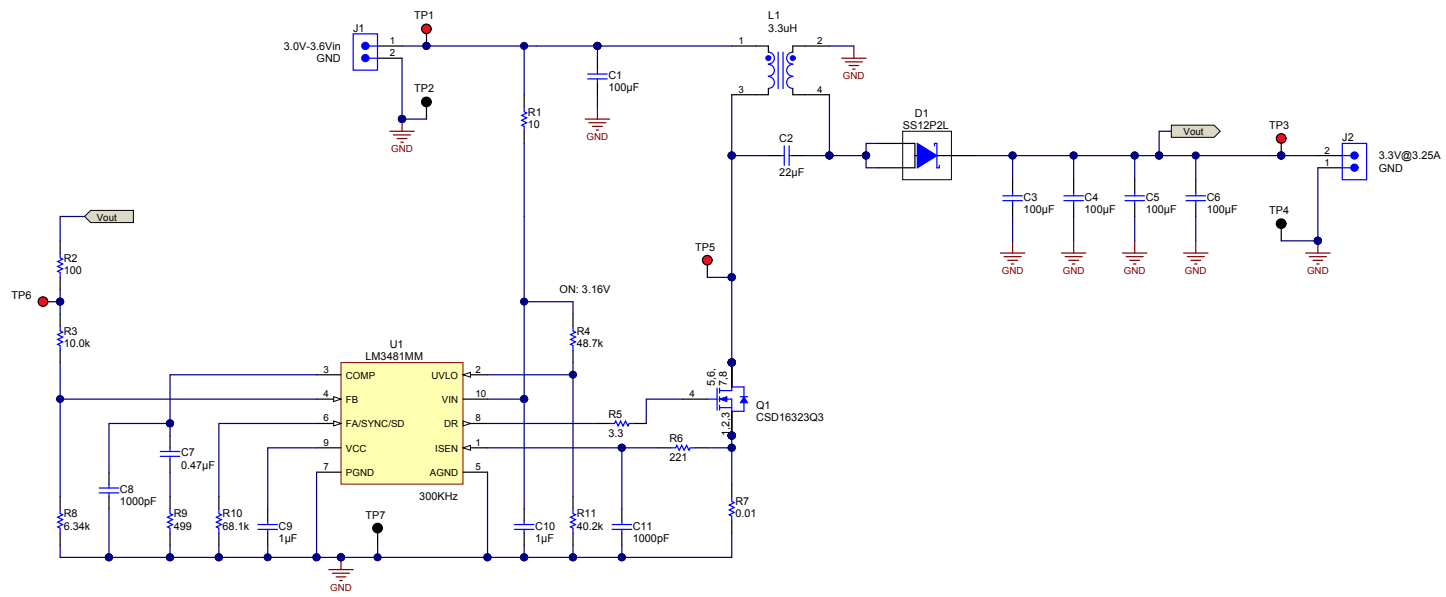 L1
3.3uH
TP1
J1
3.0V-3.6Vin
GND
1
2
1
2
3
4
GND
C1
100µF
GND
TP2
GND
R1
10
D1
SS12P2L
C2
22µF
Vout
TP3
J2
2
1
3.3V@3.25A
GND
C3
100µF
C4
100µF
C5
100µF
C6
100µF
TP4
GND
GND
GND
GND
GND
Vout
R2
100
TP6
R3
10.0k
TP5
ON: 3.16V
R4
48.7k
U1
LM3481MM
3
COMP
UVLO
2
4
FB
VIN
10
6
FA/SYNC/SD
DR
8
9
VCC
ISEN
1
7
PGND
AGND
5
300KHz
R5
3.3
4
5,6,
7,8
1,2,3
Q1
CSD16323Q3
R6
221
C7
0.47µF
C8
1000pF
R8
6.34k
R9
499
R10
68.1k
C9
1µF
TP7
C10
1µF
R11
40.2k
C11
1000pF
R7
0.01
GND